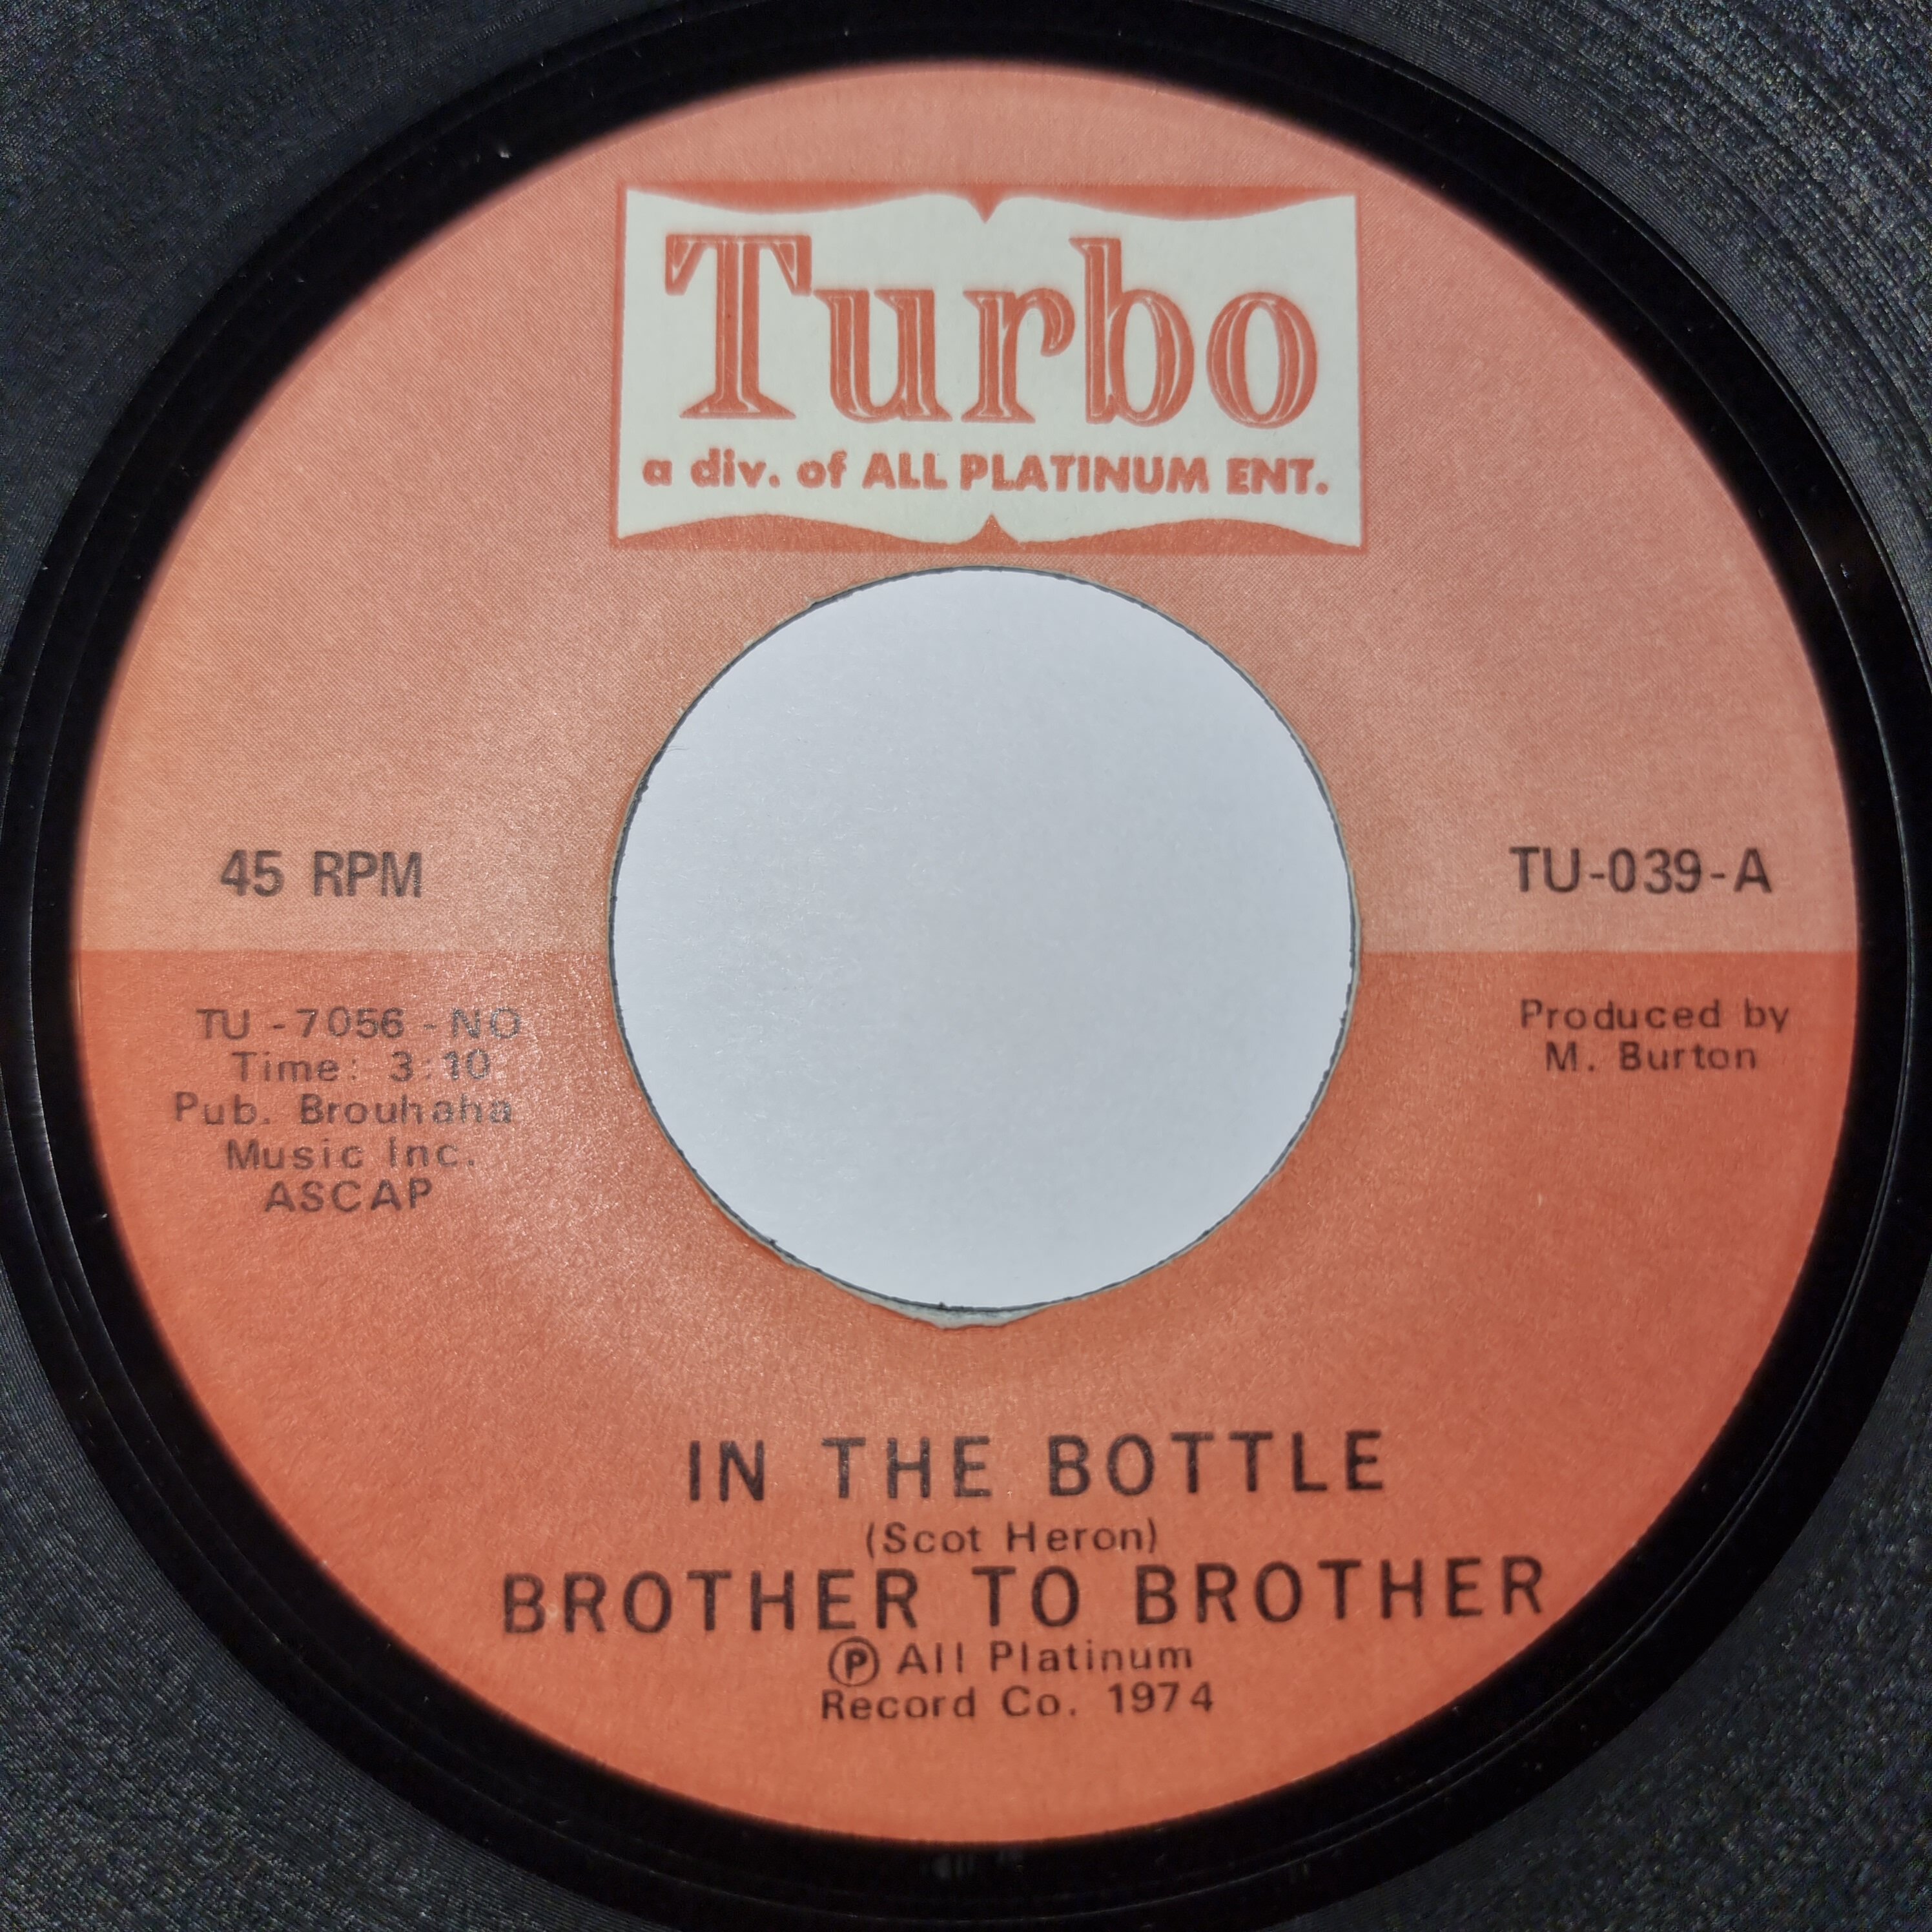 Turbo
a div. of ALL PLATINUM ENT.
45 RPM
TU-039-A
TU-7056-NO
Time: 3:10
Pub. Brouhaha
Music Inc.
ASCAP
Produced by
M. Burton
IN THE BOTTLE
(Scot Heron)
BROTHER TO BROTHER
Ⓟ All Platinum
Record Co. 1974